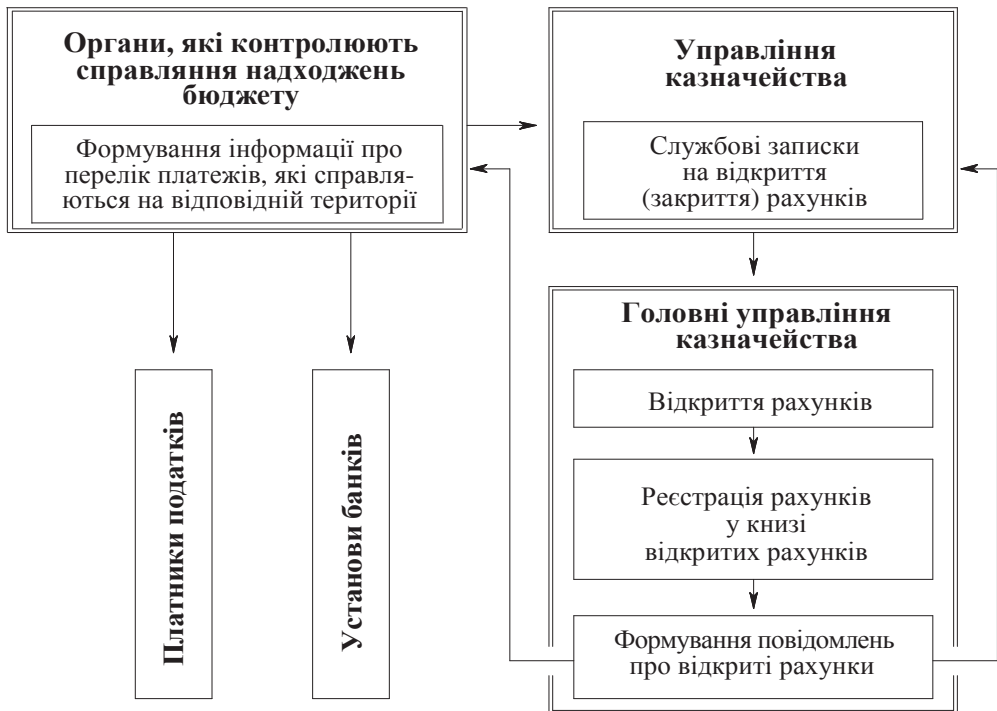 Органи, які контролюють
справляння надходжень
бюджету
Формування інформації про
перелік платежів, які справля-
ються на відповідній території
Управління
казначейства
Службові записки
на відкриття
(закриття) рахунків
Головні управління
казначейства
Відкриття рахунків
Реєстрація рахунків
у книзі
відкритих рахунків
Формування повідомлень
про відкриті рахунки
Платники податків
Установи банків